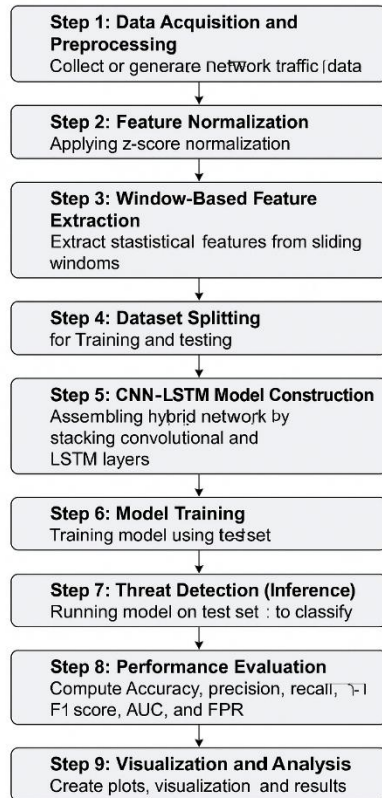 Step 1: Data Acquisition and
Preprocessing
Collect or generare network traffic data
Step 2: Feature Normalization
Applying z-score normalization
Step 3: Window-Based Feature
Extraction
Extract stastistical features from sliding
windoms
Step 4: Dataset Splitting
for Training and testing
Step 5: CNN-LSTM Model Construction
Assembling hybrid network by
stacking convolutional and
LSTM layers
Step 6: Model Training
Training model using test set
Step 7: Threat Detection (Inference)
Running model on test set : to classify
Step 8: Performance Evaluation
Compute Accuracy, precision, recall,
F1 score, AUC, and FPR
Step 9: Visualization and Analysis
Create plots, visualization and results